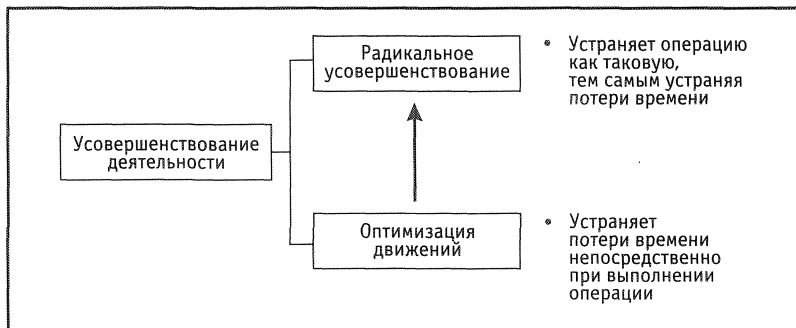 Радикальное
усовершенствование
• Устраняет операцию
как таковую,
тем самым устраняя
потери времени
Усовершенствование
деятельности
Оптимизация
движений
• Устраняет
потери времени
непосредственно
при выполнении
операции